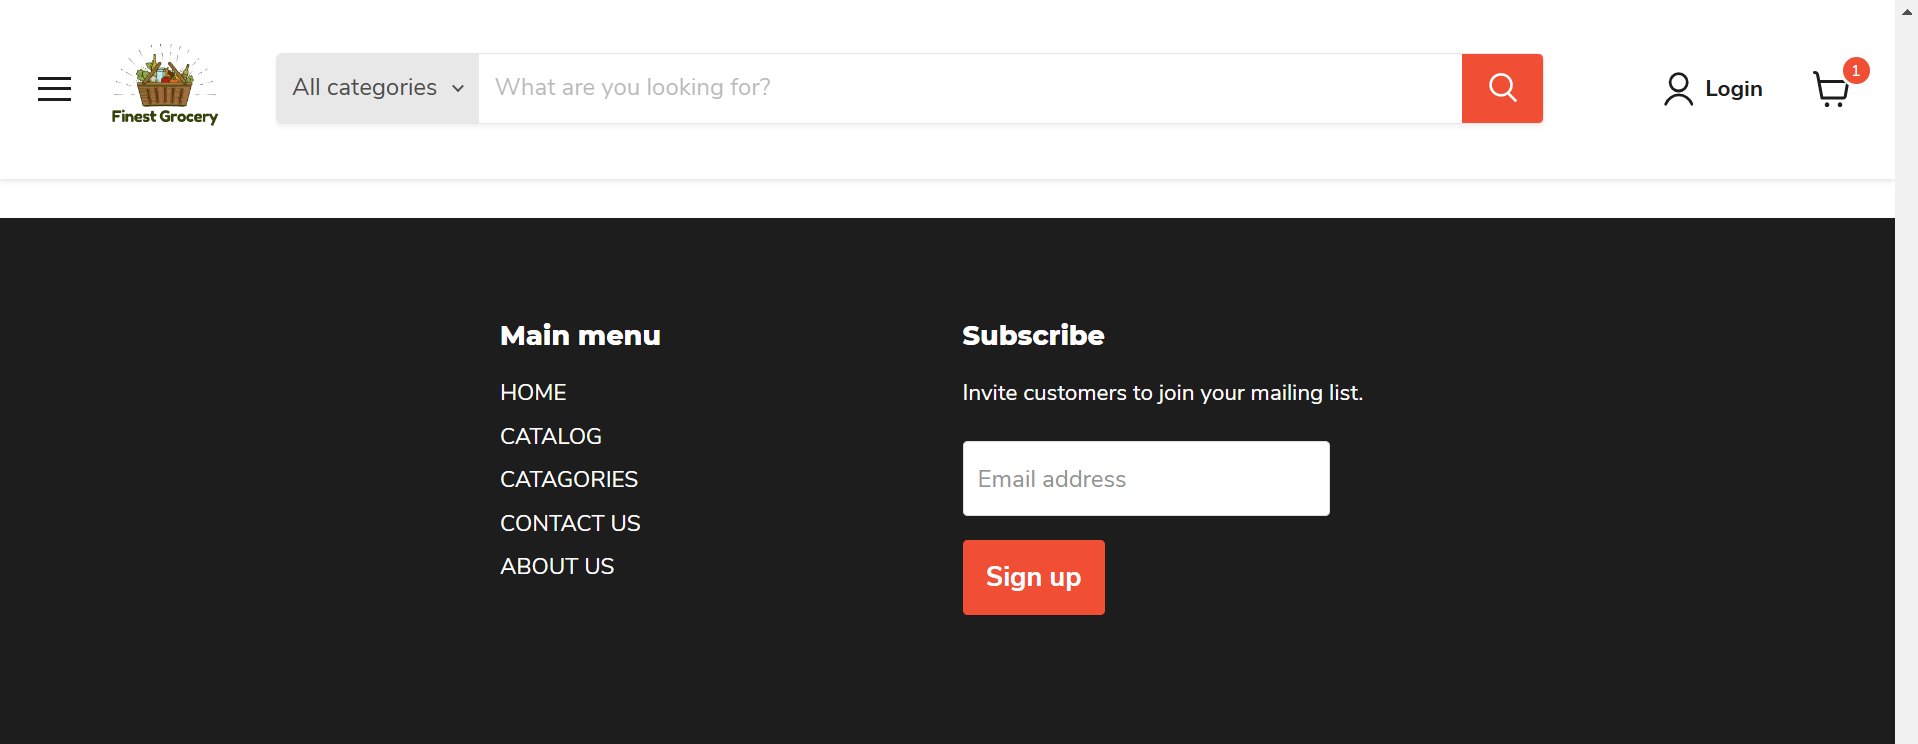 Finest Grocery
All categories
What are you looking for?
Login
1
Main menu
HOME
CATALOG
CATAGORIES
CONTACT US
ABOUT US
Subscribe
Invite customers to join your mailing list.
Email address
Sign up